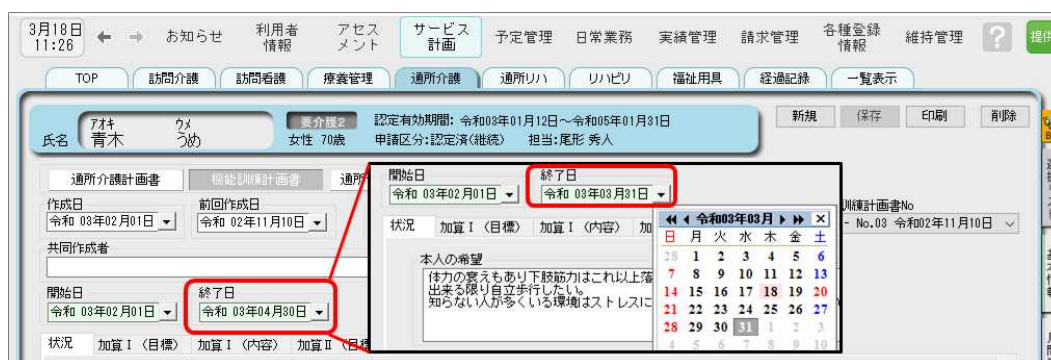 3月18日
11:26
お知らせ
利用者
情報
アセス
メント
サービス
計画
予定管理
日常業務
実績管理
請求管理
各種登録
情報
維持管理
?
提供
TOP
訪問介護
訪問看護
療養管理
通所介護
通所リハ
リハビリ
福祉用具
経過記録
一覧表示
アオキ ウメ
氏名 青木 うめ
要介護2
女性 70歳
認定有効期間: 令和03年01月12日～令和05年01月31日
申請区分:認定済(継続) 担当:尾形 秀人
新規
保存
印刷
削除
通所介護計画書
機能訓練計画書
通所
作成日
令和 03年02月01日
前回作成日
令和 02年11月10日
訓練計画書No
- No.03 令和02年11月10日
共同作成者
開始日
令和 03年02月01日
終了日
令和 03年04月30日
状況
加算Ⅰ (目標)
加算Ⅰ (内容)
加算Ⅱ (目標
開始日
令和 03年02月01日
終了日
令和 03年03月31日
状況
加算Ⅰ (目標)
加算Ⅰ (内容)
加
本人の希望
体力の衰えもあり下肢筋力はこれ以上落
出来る限り自立歩行したい。
知らない人が多くいる環境はストレスに
令和03年03月
日 月 火 水 木 金 土
28 1 2 3 4 5 6
7 8 9 10 11 12 13
14 15 16 17 18 19 20
21 22 23 24 25 26 27
28 29 30 31 1 2 3
4 5 6 7 8 9 10